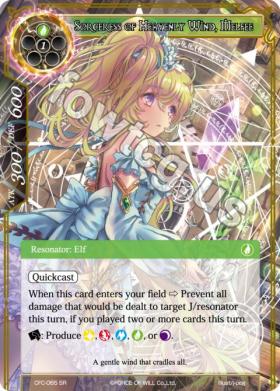 Sorceress of Heavenly Wind, Melfee
1
ATK 300 / DEF 600
fowtcg.us
Resonator: Elf
Quickcast
When this card enters your field ⇨ Prevent all
damage that would be dealt to target J/resonator
this turn, if you played two or more cards this turn.
: Produce , , , or .
A gentle wind that cradles all.
CFC-065 SR
©FORCE OF WILL Co.,Ltd.